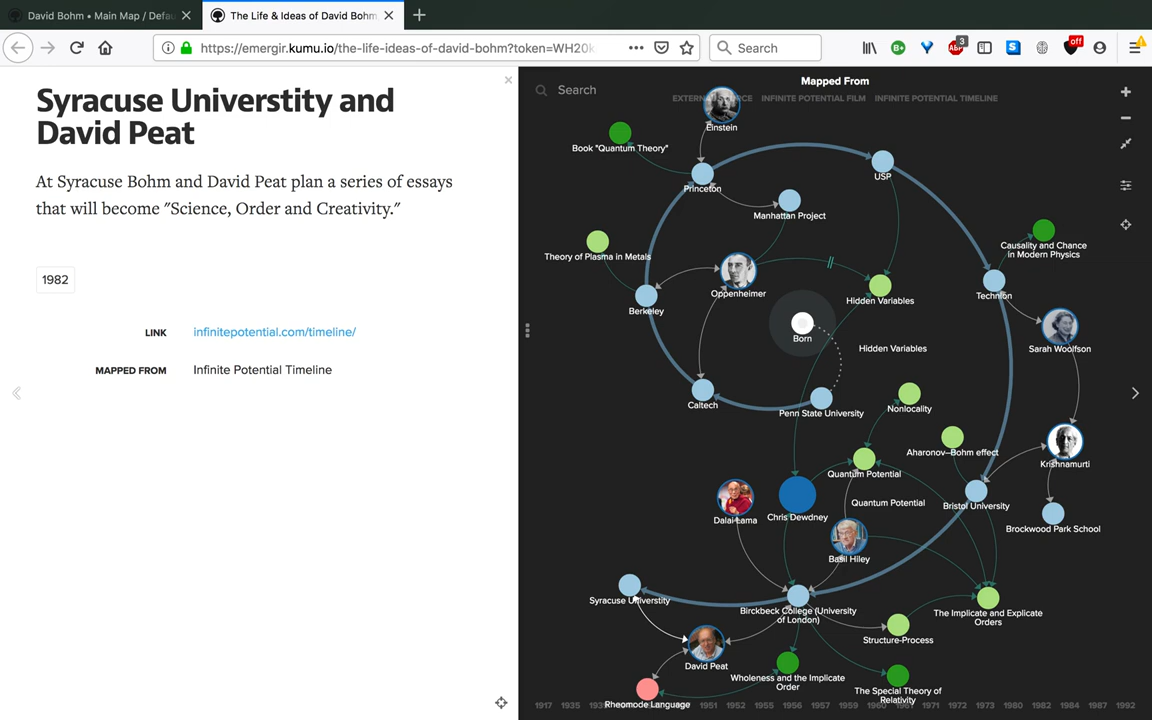 David Bohm • Main Map / Defau
The Life & Ideas of David Bohm
https://emergir.kumu.io/the-life-ideas-of-david-bohm?token=WH20k
Search
B+
ABP
3
S
off
Syracuse Universtity and
David Peat
At Syracuse Bohm and David Peat plan a series of essays
that will become "Science, Order and Creativity."
1982
LINK
infinitepotential.com/timeline/
MAPPED FROM
Infinite Potential Timeline
Search
Mapped From
INFINITE POTENTIAL FILM
INFINITE POTENTIAL TIMELINE
Einstein
Book "Quantum Theory"
Princeton
USP
Manhattan Project
Theory of Plasma in Metals
Causality and Chance
in Modern Physics
Oppenheimer
Hidden Variables
Technion
Berkeley
Born
Hidden Variables
Sarah Woolfson
Caltech
Penn State University
Nonlocality
Aharonov–Bohm effect
Krishnamurti
Quantum Potential
Dalai Lama
Chris Dewdney
Quantum Potential
Bristol University
Brockwood Park School
Basil Hiley
Syracuse Universtity
Birckbeck College (University
of London)
The Implicate and Explicate
Orders
Structure-Process
David Peat
Wholeness and the Implicate
Order
The Special Theory of
Relativity
Rheomode Language
1917 1935 1951 1952 1956 1957 1959 1960 1961 1971 1972 1973 1980 1982 1984 1987 1992